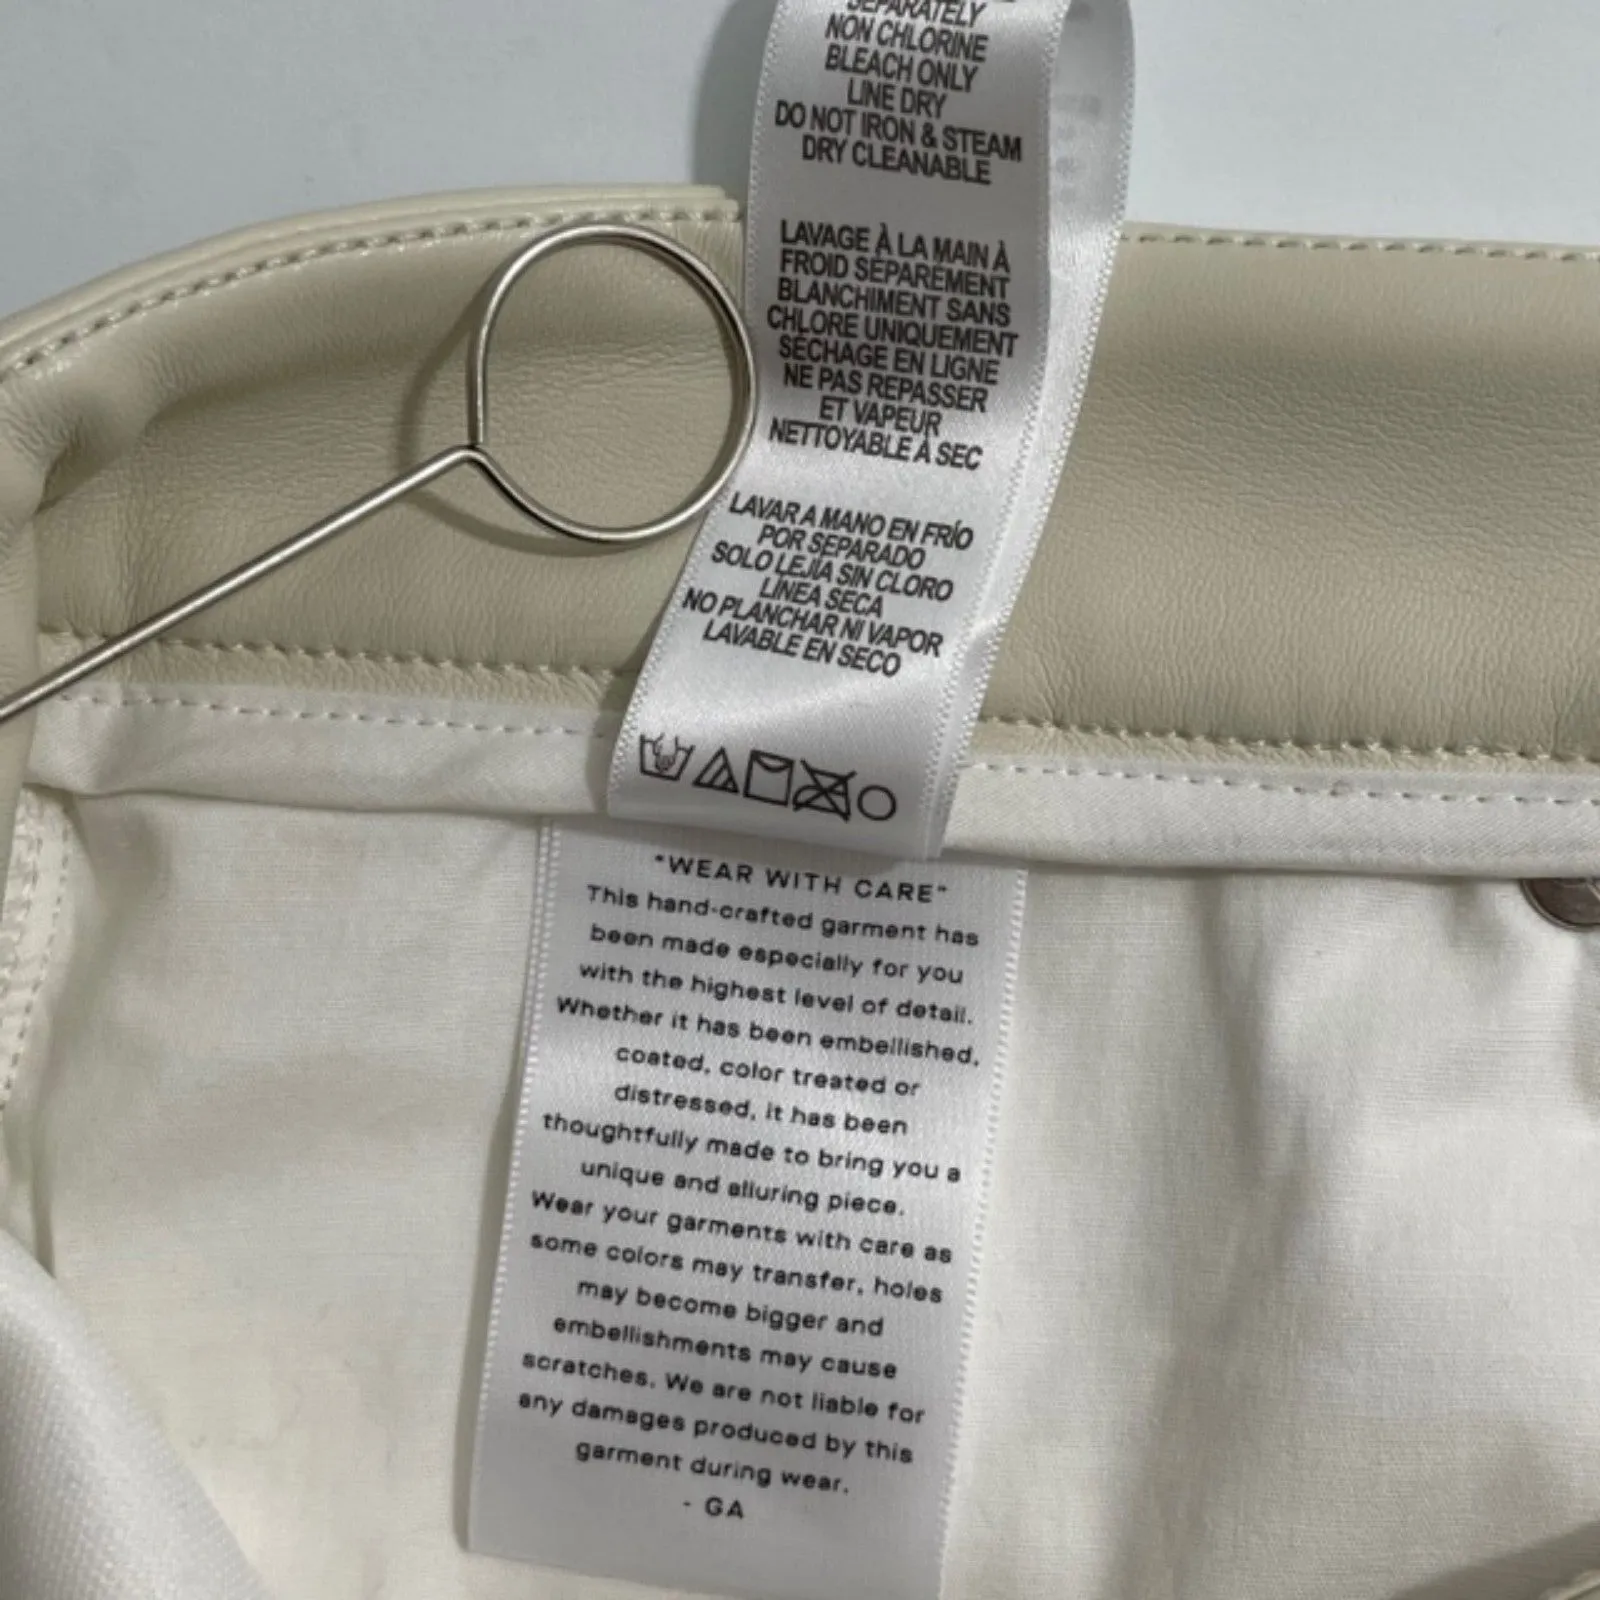 SEPARATELY
NON CHLORINE
BLEACH ONLY
LINE DRY
DO NOT IRON & STEAM
DRY CLEANABLE
LAVAGE À LA MAIN À
FROID SÉPARÉMENT
BLANCHIMENT SANS
CHLORE UNIQUEMENT
SÉCHAGE EN LIGNE
NE PAS REPASSER
ET VAPEUR
NETTOYABLE À SEC
LAVAR A MANO EN FRÍO
POR SEPARADO
SOLO LEJÍA SIN CLORO
LÍNEA SECA
NO PLANCHAR NI VAPOR
LAVABLE EN SECO
"WEAR WITH CARE"
This hand-crafted garment has
been made especially for you
with the highest level of detail.
Whether it has been embellished,
coated, color treated or
distressed, it has been
thoughtfully made to bring you a
unique and alluring piece.
Wear your garments with care as
some colors may transfer, holes
may become bigger and
embellishments may cause
scratches. We are not liable for
any damages produced by this
garment during wear.
- GA